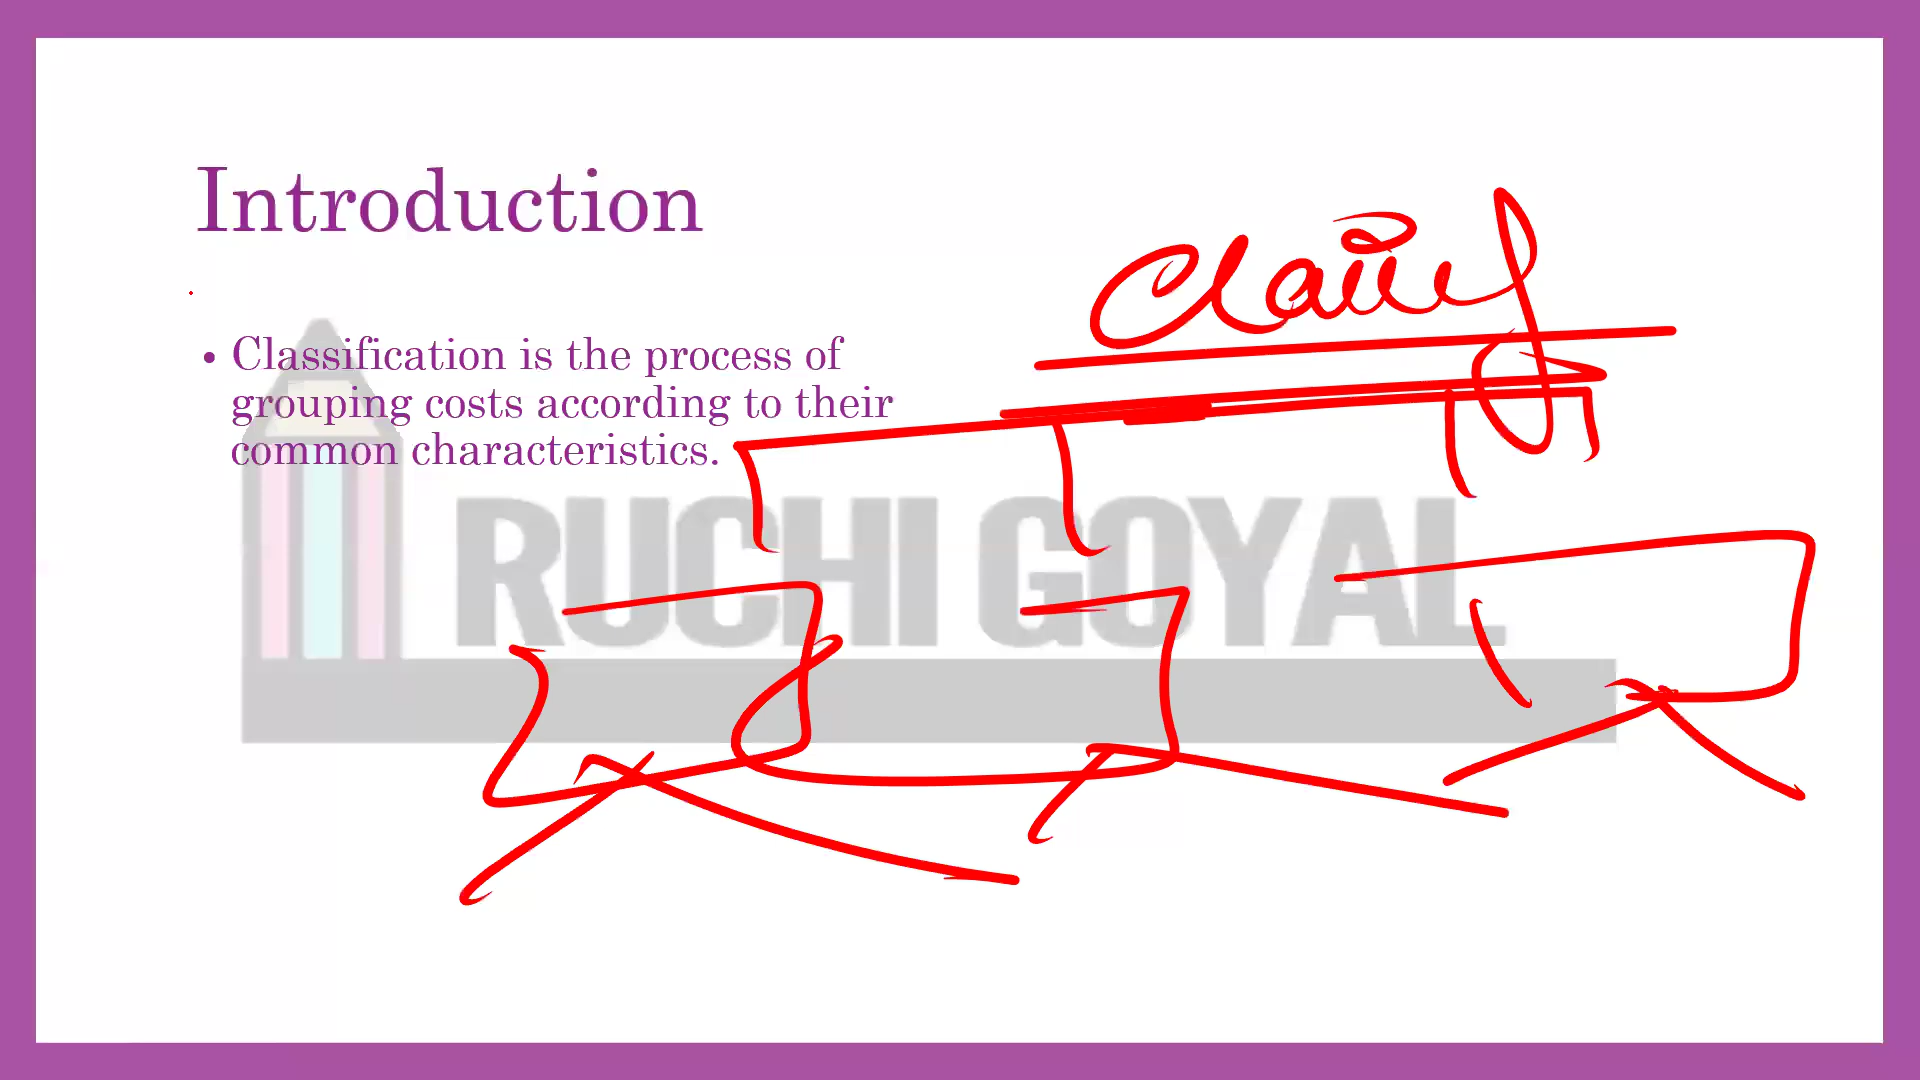 Introduction
• Classification is the process of
grouping costs according to their
common characteristics.
RUCHI GOYAL